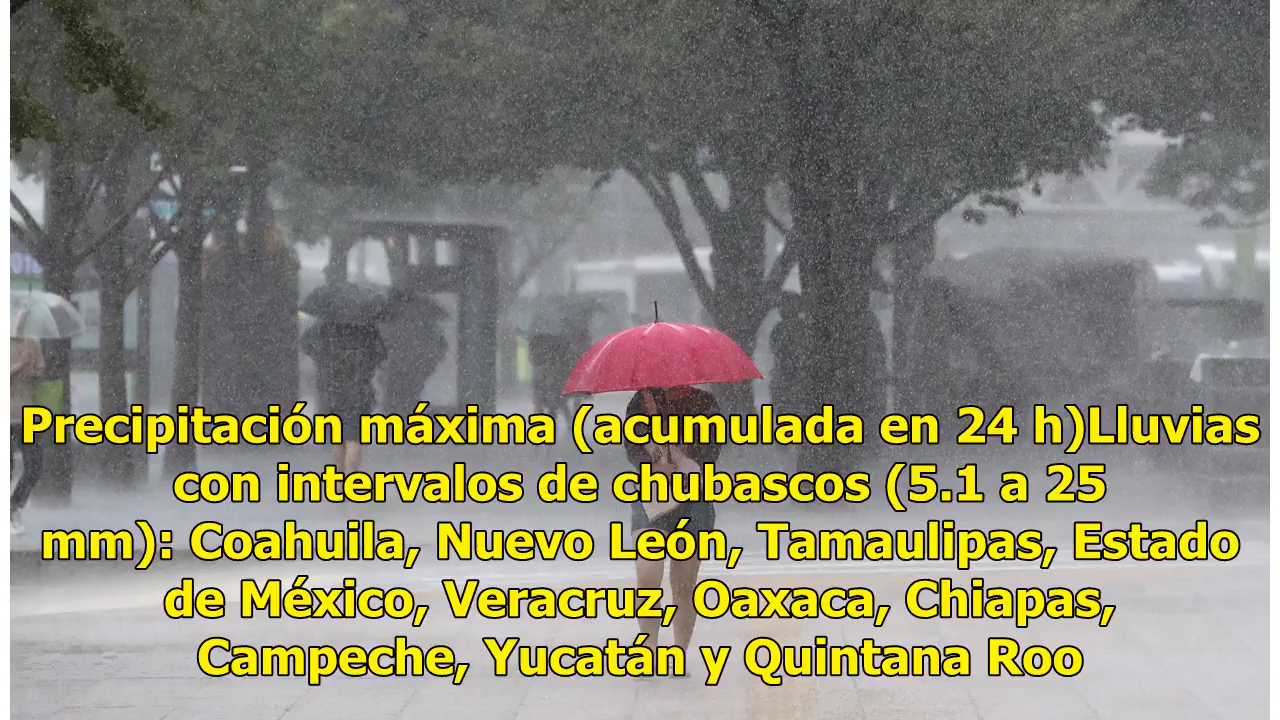 Precipitación máxima (acumulada en 24 h)Lluvias
con intervalos de chubascos (5.1 a 25
mm): Coahuila, Nuevo León, Tamaulipas, Estado
de México, Veracruz, Oaxaca, Chiapas,
Campeche, Yucatán y Quintana Roo